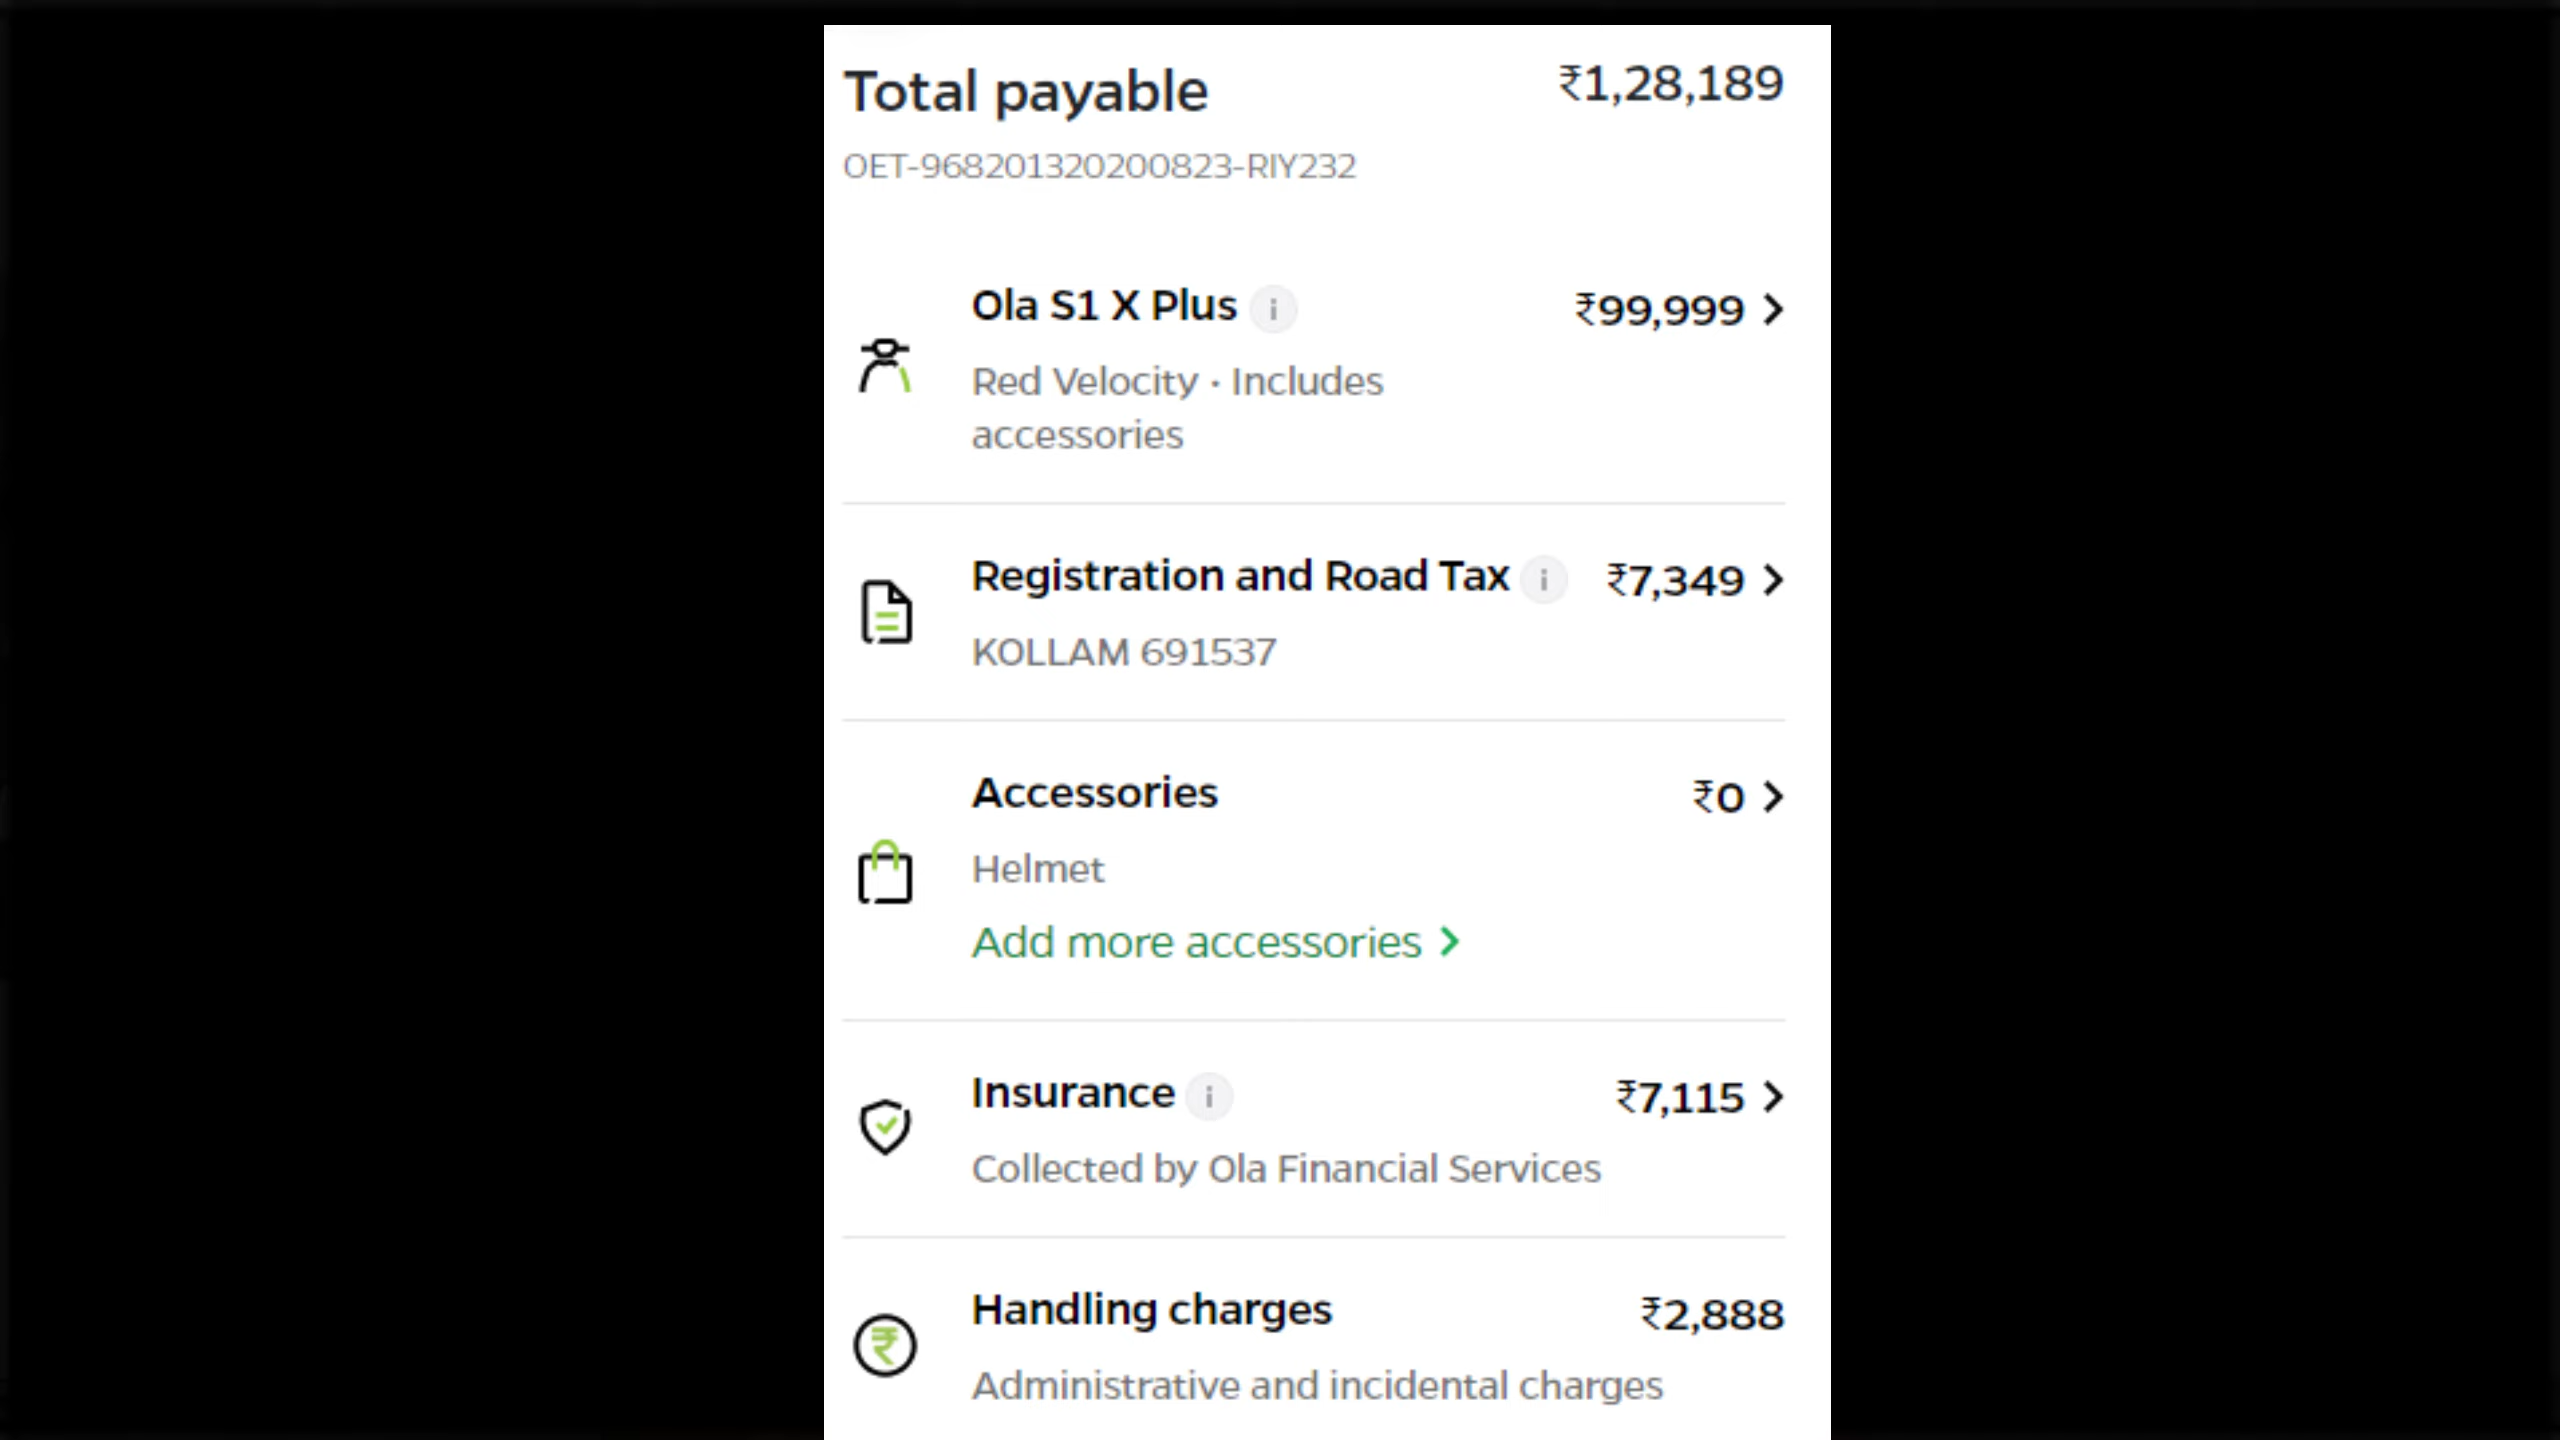 Total payable ₹1,28,189
OET-968201320200823-RIY232
Ola S1 X Plus i ₹99,999
Red Velocity · Includes
accessories
Registration and Road Tax i ₹7,349
KOLLAM 691537
Accessories ₹0
Helmet
Add more accessories
Insurance i ₹7,115
Collected by Ola Financial Services
Handling charges ₹2,888
Administrative and incidental charges